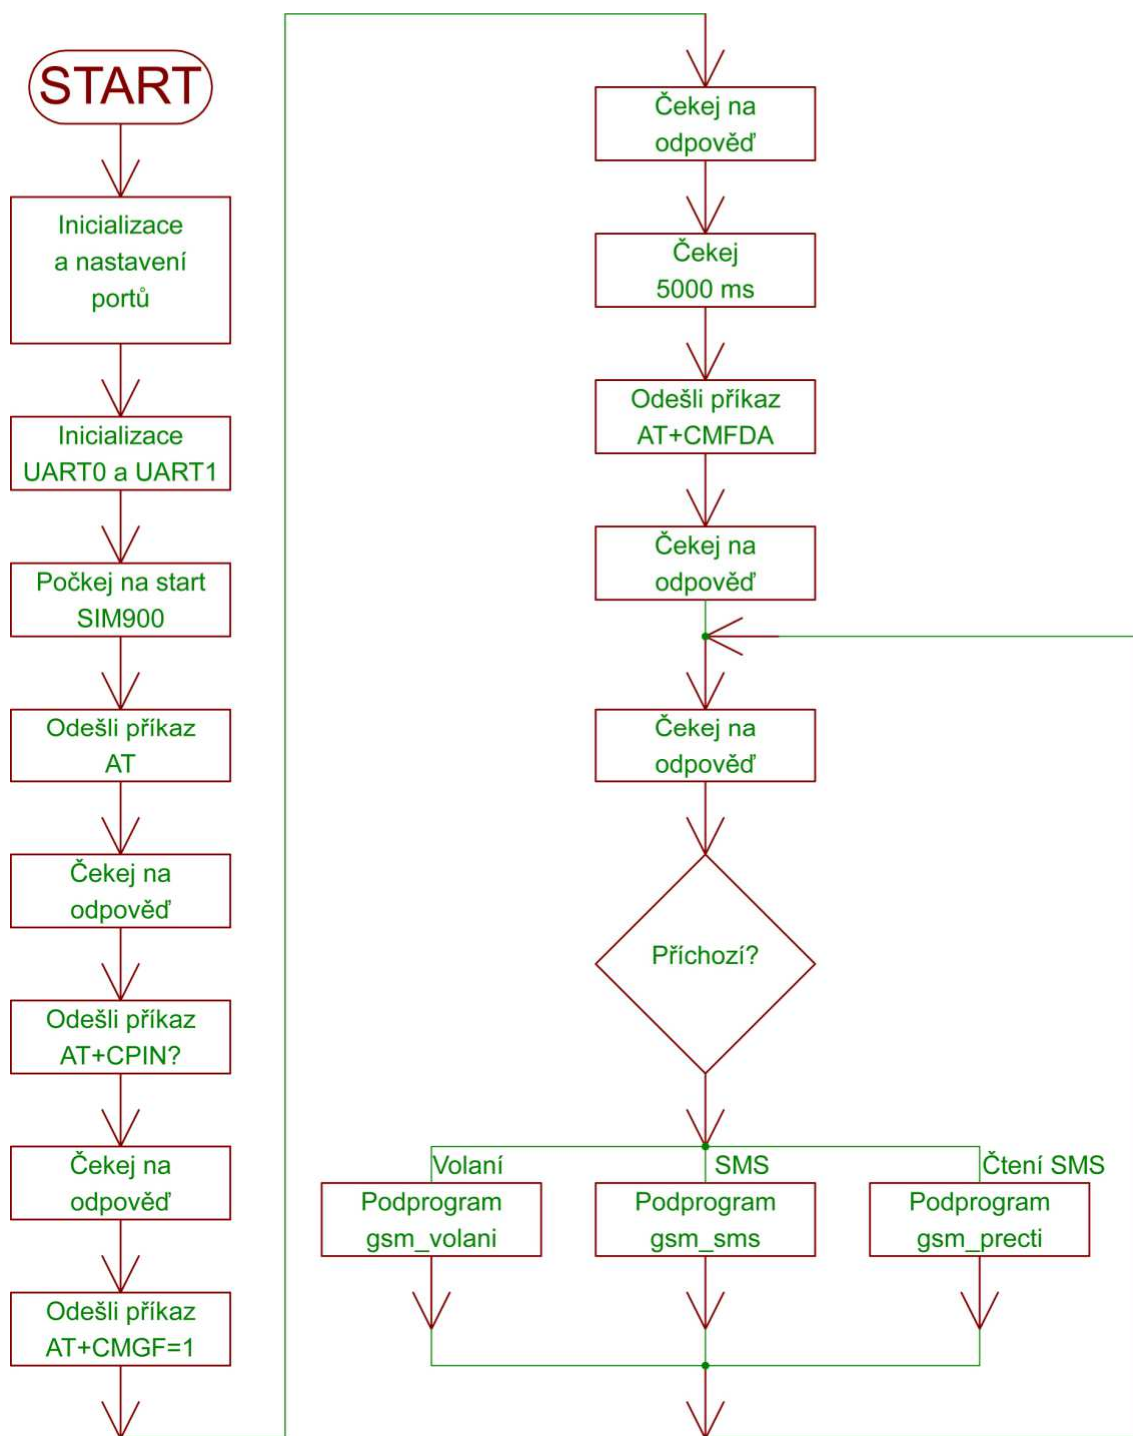 START
Inicializace
a nastavení
portů
Inicializace
UART0 a UART1
Počkej na start
SIM900
Odešli příkaz
AT
Čekej na
odpověď
Odešli příkaz
AT+CPIN?
Čekej na
odpověď
Odešli příkaz
AT+CMGF=1
Čekej na
odpověď
Čekej
5000 ms
Odešli příkaz
AT+CMFDA
Čekej na
odpověď
Čekej na
odpověď
Příchozí?
Volaní
Podprogram
gsm_volani
SMS
Podprogram
gsm_sms
Čtení SMS
Podprogram
gsm_precti